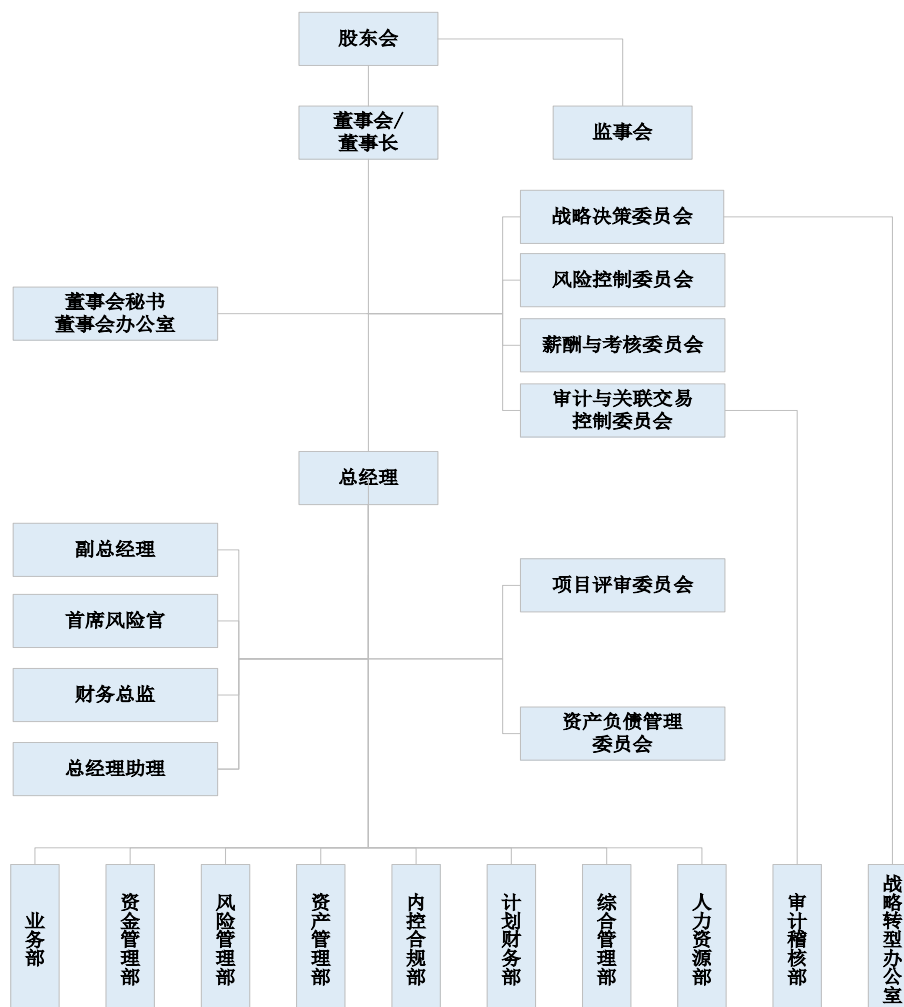 股东会
董事会/
董事长
监事会
战略决策委员会
风险控制委员会
董事会秘书
董事会办公室
薪酬与考核委员会
审计与关联交易
控制委员会
总经理
副总经理
项目评审委员会
首席风险官
财务总监
资产负债管理
委员会
总经理助理
业务部
资金管理部
风险管理部
资产管理部
内控合规部
计划财务部
综合管理部
人力资源部
审计稽核部
战略转型办公室